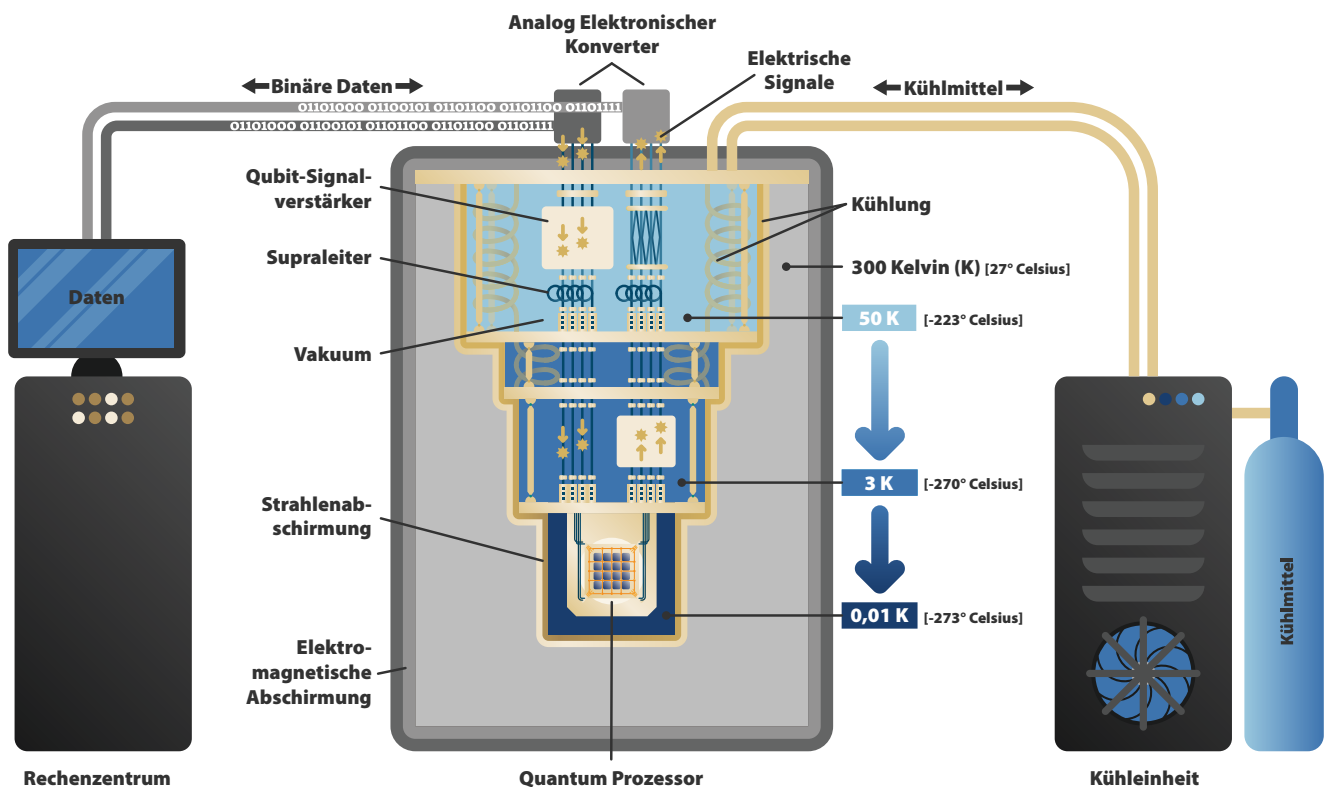 Analog Elektronischer
Konverter
Elektrische
Signale
Binäre Daten
Kühlmittel
01101000 01100101 01101100 01101100 01101111
01101000 01100101 01101100 01101100 01101111
Qubit-Signal-
verstärker
Kühlung
Supraleiter
300 Kelvin (K) [27° Celsius]
Daten
50 K [-223° Celsius]
Vakuum
3 K [-270° Celsius]
Strahlenab-
schirmung
Kühlmittel
0,01 K [-273° Celsius]
Elektro-
magnetische
Abschirmung
Rechenzentrum
Quantum Prozessor
Kühleinheit